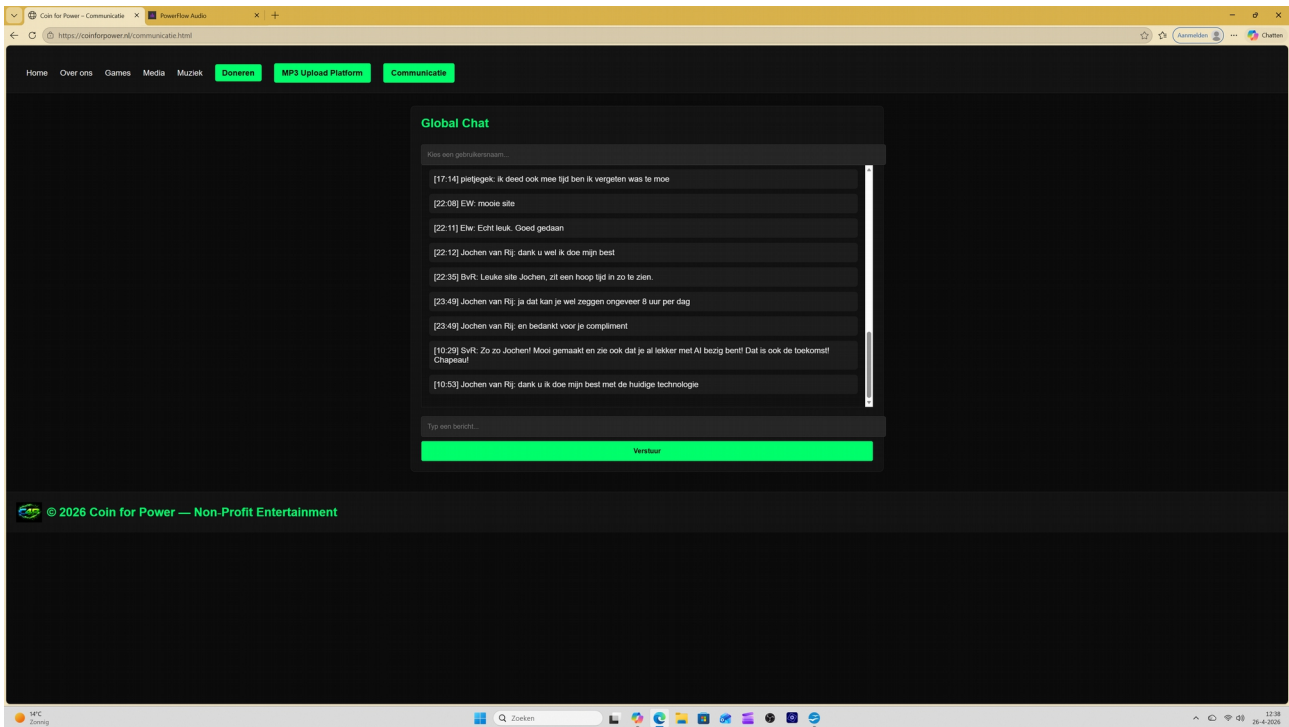 Coin for Power – Communicatie
PowerFlow Audio
https://coinforpower.nl/communicatie.html
Aanmelden
Chatten
Home Over ons Games Media Muziek Doneren MP3 Upload Platform Communicatie
Global Chat
Kies een gebruikersnaam...
[17:14] pietjegek: ik deed ook mee tijd ben ik vergeten was te moe
[22:08] EW: mooie site
[22:11] Elw: Echt leuk. Goed gedaan
[22:12] Jochen van Rij: dank u wel ik doe mijn best
[22:35] BvR: Leuke site Jochen, zit een hoop tijd in zo te zien.
[23:49] Jochen van Rij: ja dat kan je wel zeggen ongeveer 8 uur per dag
[23:49] Jochen van Rij: en bedankt voor je compliment
[10:29] SvR: Zo zo Jochen! Mooi gemaakt en zie ook dat je al lekker met AI bezig bent! Dat is ook de toekomst!
Chapeau!
[10:53] Jochen van Rij: dank u ik doe mijn best met de huidige technologie
Typ een bericht...
Verstuur
© 2026 Coin for Power — Non-Profit Entertainment
14°C
Zonnig
Zoeken
12:38
26-4-2026